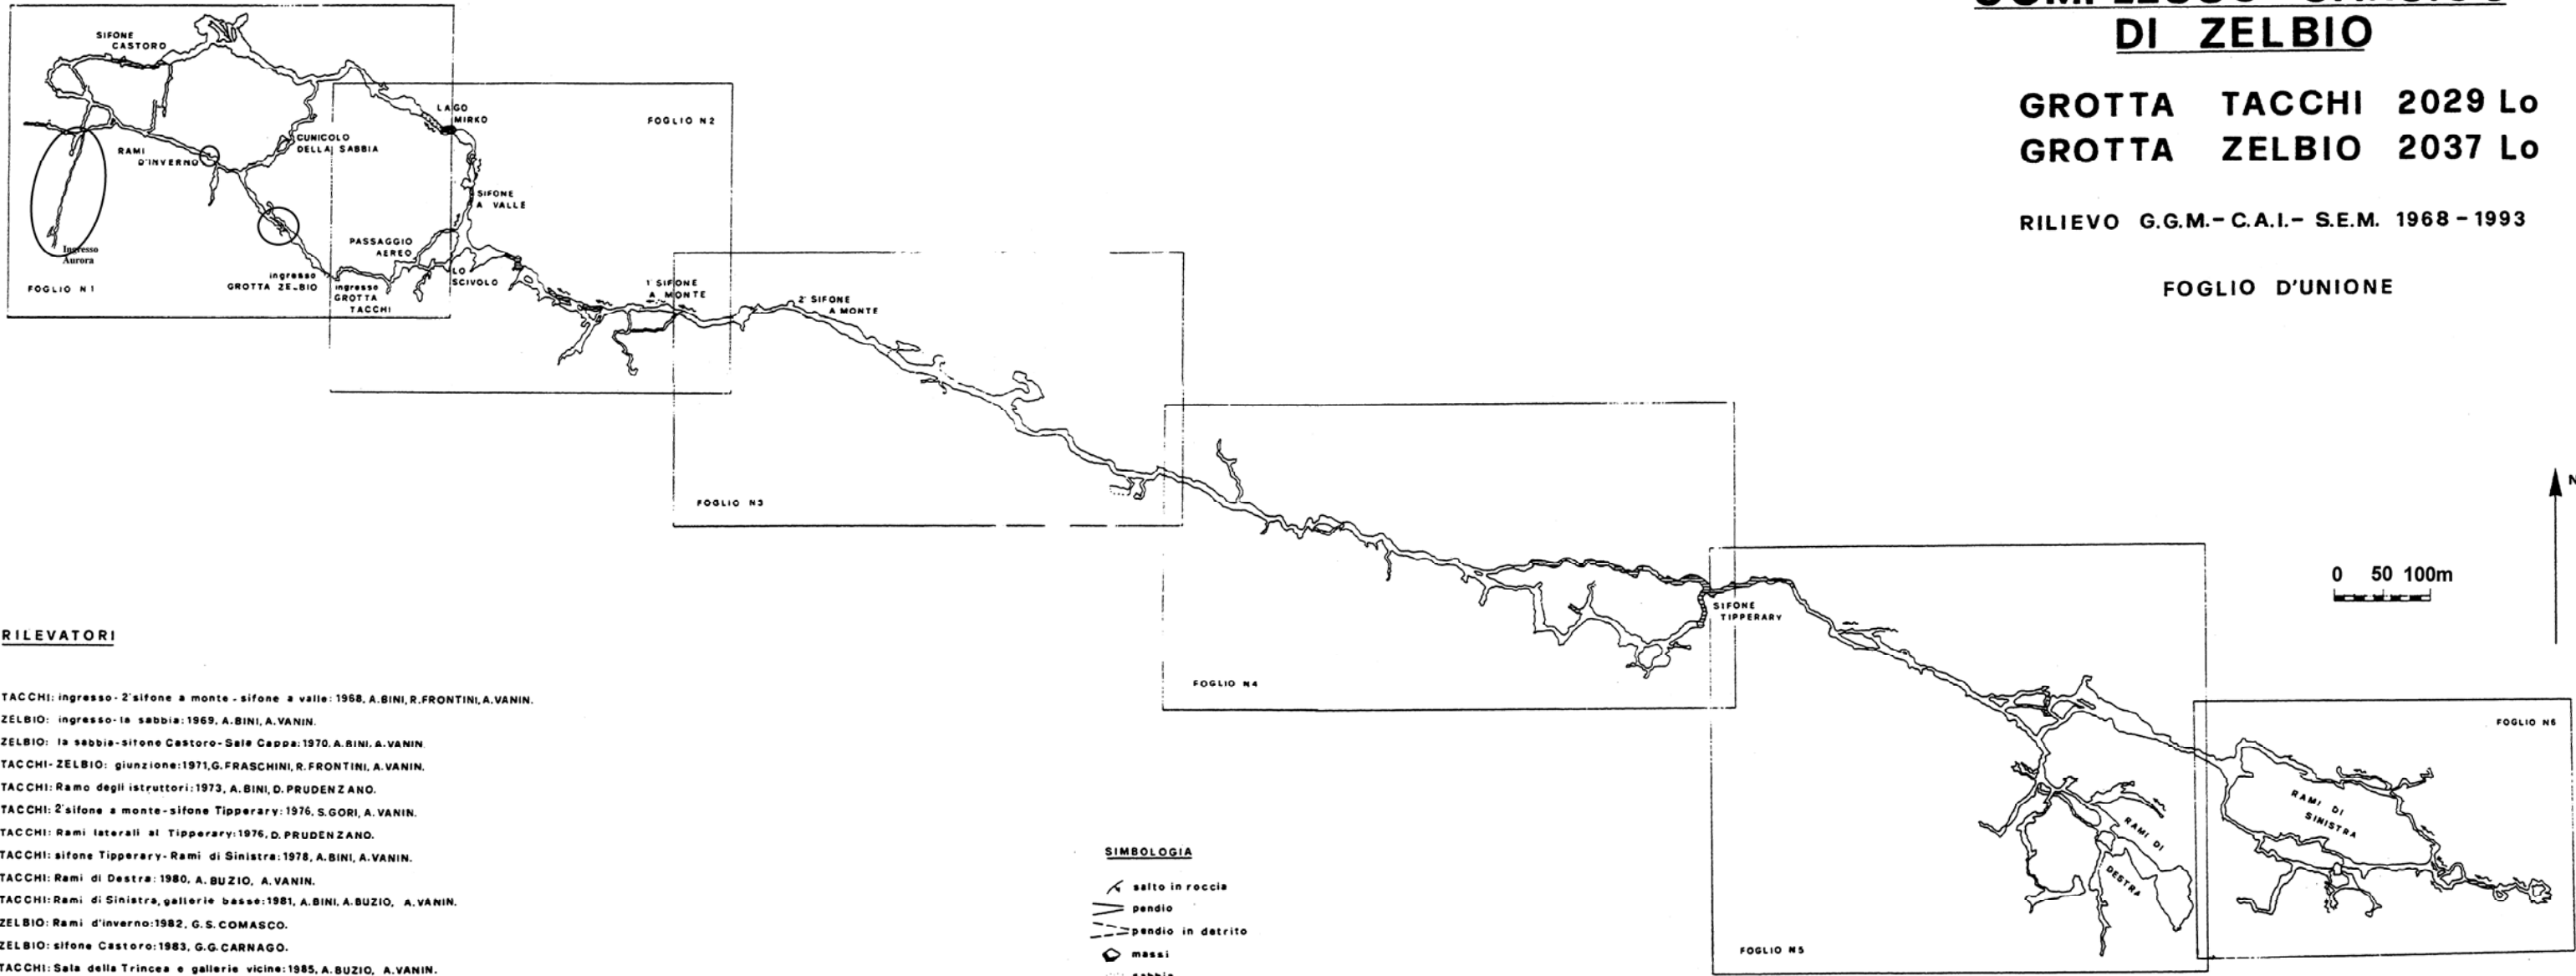 DI ZELBIO
GROTTA TACCHI 2029 Lo
GROTTA ZELBIO 2037 Lo
RILIEVO G.G.M.-C.A.I.-S.E.M. 1968-1993
FOGLIO D'UNIONE
SIFONE
CASTORO
LAGO
MIRKO
FOGLIO N2
CUNICOLO
DELLA SABBIA
RAMI
D'INVERNO
SIFONE
A VALLE
PASSAGGIO
AEREO
Ingresso
Aurora
LO
SCIVOLO
ingresso
GROTTA ZELBIO
ingresso
GROTTA
TACCHI
FOGLIO N1
1° SIFONE
A MONTE
2° SIFONE
A MONTE
FOGLIO N3
N
0 50 100m
SIFONE
TIPPERARY
FOGLIO N4
FOGLIO N6
RAMI DI
SINISTRA
RAMI DI
DESTRA
FOGLIO N5
RILEVATORI
TACCHI: ingresso-2°sifone a monte-sifone a valle: 1968, A.BINI, R.FRONTINI, A.VANIN.
ZELBIO: ingresso-la sabbia: 1969, A.BINI, A.VANIN.
ZELBIO: la sabbia-sifone Castoro-Sala Cappa: 1970, A.BINI, A.VANIN
TACCHI-ZELBIO: giunzione: 1971, G.FRASCHINI, R.FRONTINI, A.VANIN.
TACCHI: Ramo degli istruttori: 1973, A.BINI, D.PRUDENZANO.
TACCHI: 2°sifone a monte-sifone Tipperary: 1976, S.GORI, A.VANIN.
TACCHI: Rami laterali al Tipperary: 1976, D.PRUDENZANO.
TACCHI: sifone Tipperary-Rami di Sinistra: 1978, A.BINI, A.VANIN.
TACCHI: Rami di Destra: 1980, A.BUZIO, A.VANIN.
TACCHI: Rami di Sinistra, gallerie basse: 1981, A.BINI, A.BUZIO, A.VANIN.
ZELBIO: Rami d'inverno: 1982, G.S.COMASCO.
ZELBIO: sifone Castoro: 1983, G.G.CARNAGO.
TACCHI: Sala della Trincea e gallerie vicine: 1985, A.BUZIO, A.VANIN.
SIMBOLOGIA
salto in roccia
pendio
pendio in detrito
massi